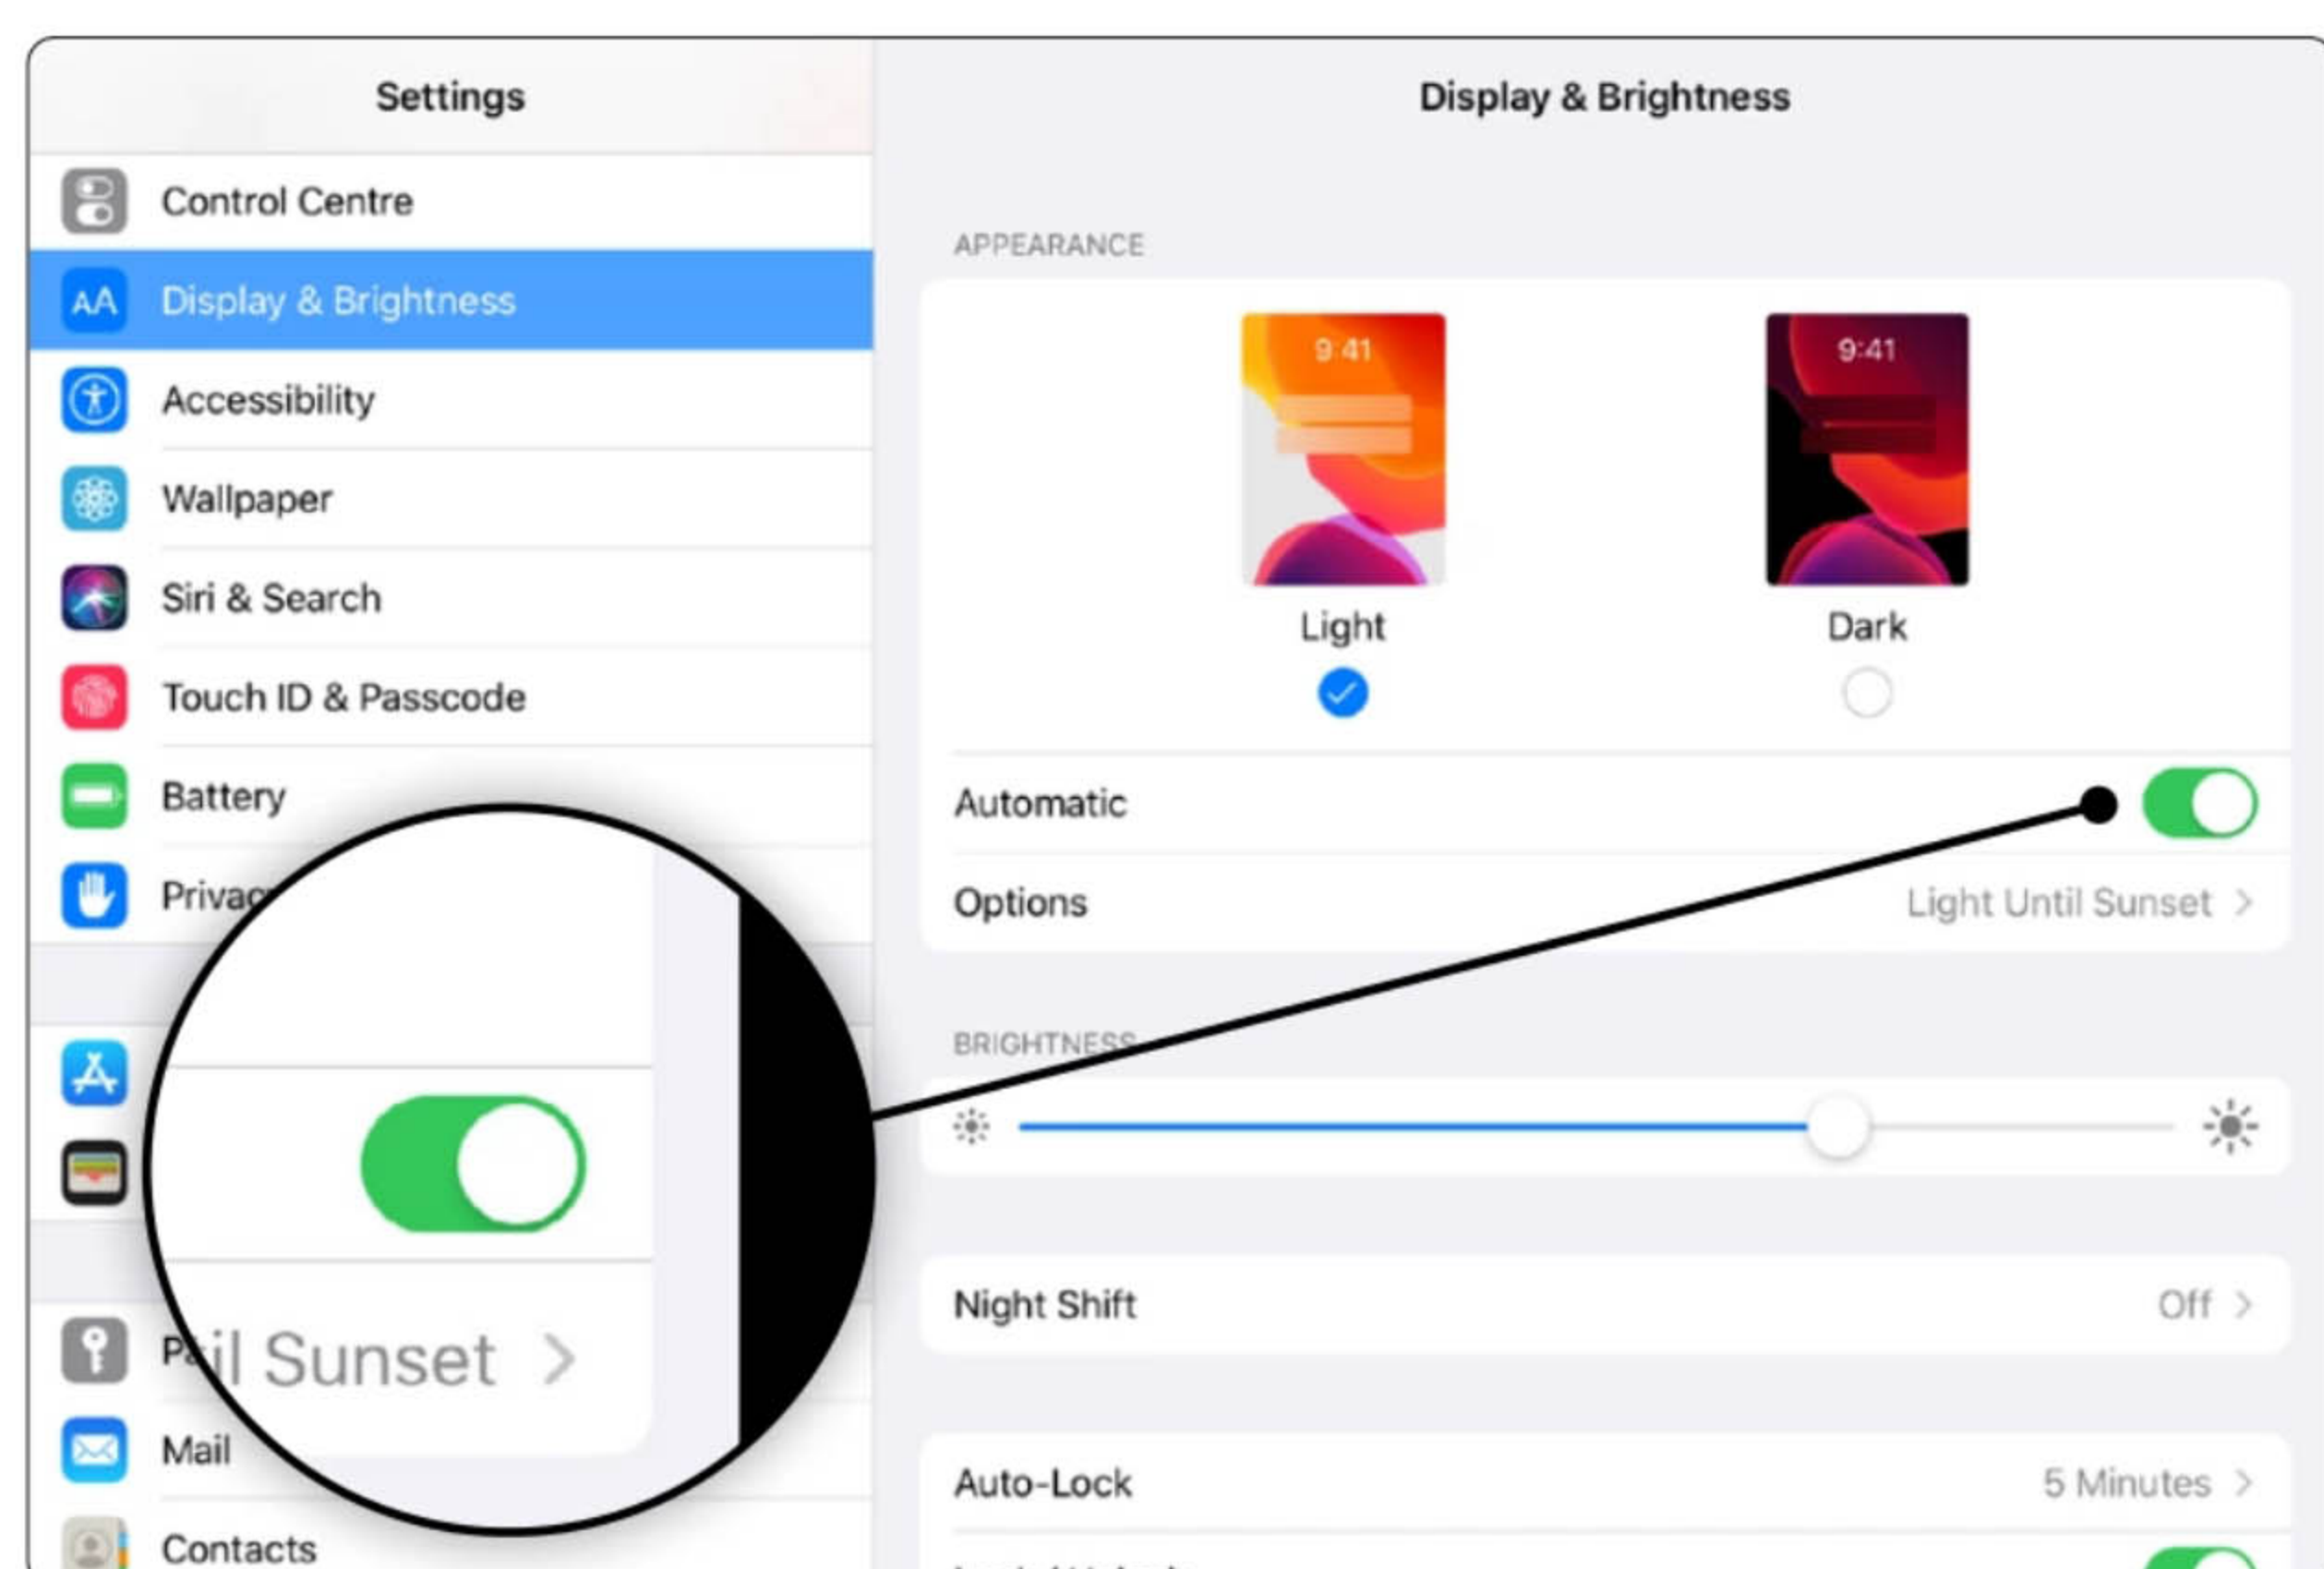 Settings
Control Centre
AA
Display & Brightness
Accessibility
Wallpaper
Siri & Search
Touch ID & Passcode
Battery
Mail
Contacts
il Sunset
Display & Brightness
APPEARANCE
9:41
9:41
Light
Dark
Automatic
Options
Light Until Sunset
BRIGHTNESS
Night Shift
Off
Auto-Lock
5 Minutes